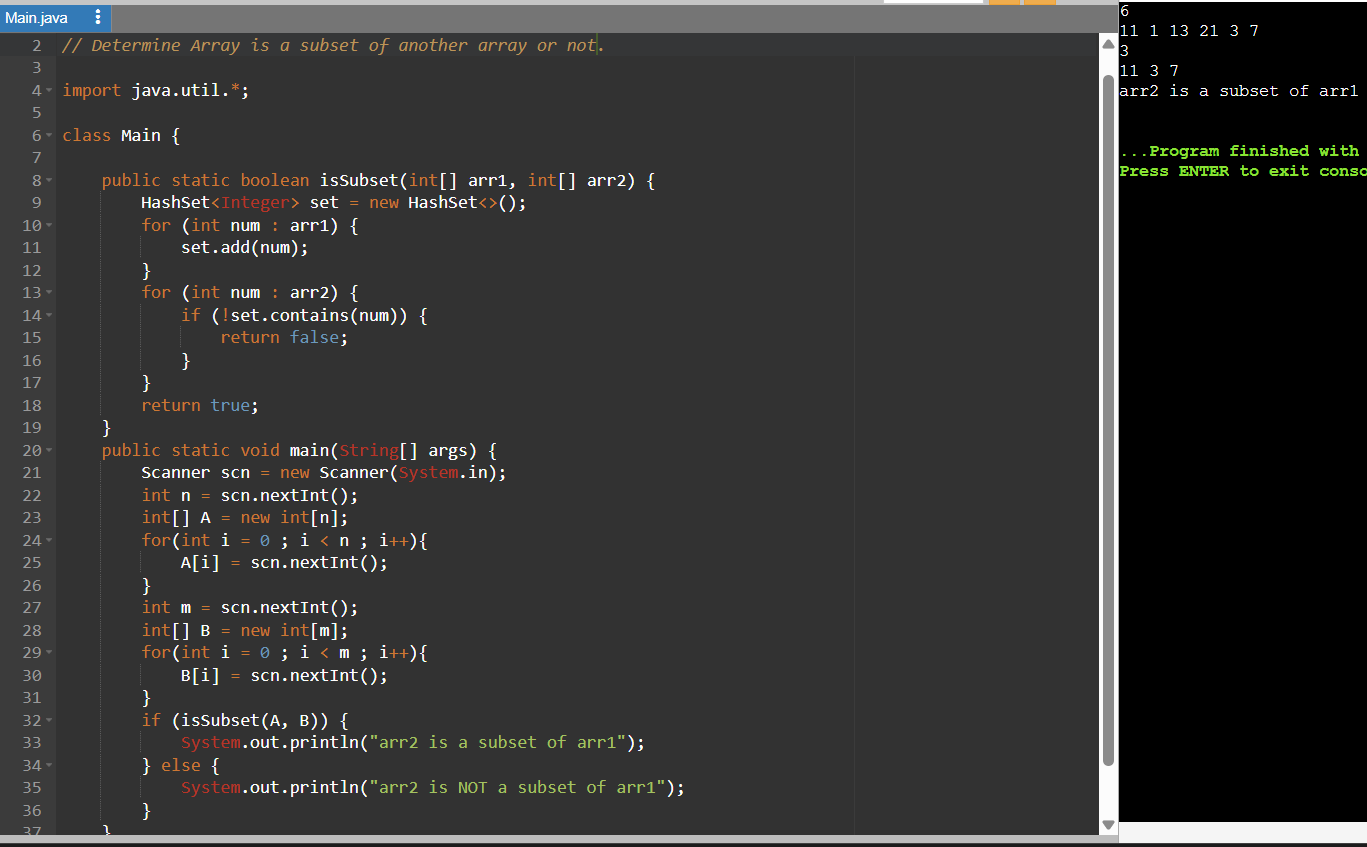 Main.java
2 // Determine Array is a subset of another array or not.
3
4 import java.util.*;
5
6 class Main {
7
8     public static boolean isSubset(int[] arr1, int[] arr2) {
9         HashSet<Integer> set = new HashSet<>();
10         for (int num : arr1) {
11             set.add(num);
12         }
13         for (int num : arr2) {
14             if (!set.contains(num)) {
15                 return false;
16             }
17         }
18         return true;
19     }
20     public static void main(String[] args) {
21         Scanner scn = new Scanner(System.in);
22         int n = scn.nextInt();
23         int[] A = new int[n];
24         for(int i = 0 ; i < n ; i++){
25             A[i] = scn.nextInt();
26         }
27         int m = scn.nextInt();
28         int[] B = new int[m];
29         for(int i = 0 ; i < m ; i++){
30             B[i] = scn.nextInt();
31         }
32         if (isSubset(A, B)) {
33             System.out.println("arr2 is a subset of arr1");
34         } else {
35             System.out.println("arr2 is NOT a subset of arr1");
36         }
37     }
6
11 1 13 21 3 7
3
11 3 7
arr2 is a subset of arr1
...Program finished with
Press ENTER to exit conso